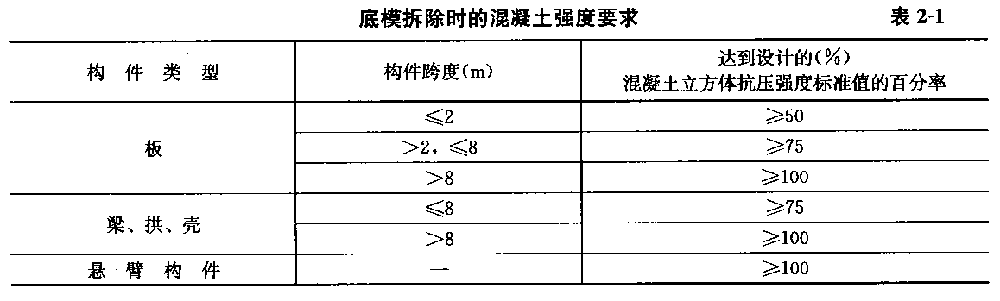 底模拆除时的混凝土强度要求 表 2-1
构件类型 构件跨度(m) 达到设计的(%)
混凝土立方体抗压强度标准值的百分率
板 ≤2 ≥50
>2，≤8 ≥75
>8 ≥100
梁、拱、壳 ≤8 ≥75
>8 ≥100
悬臂构件 — ≥100